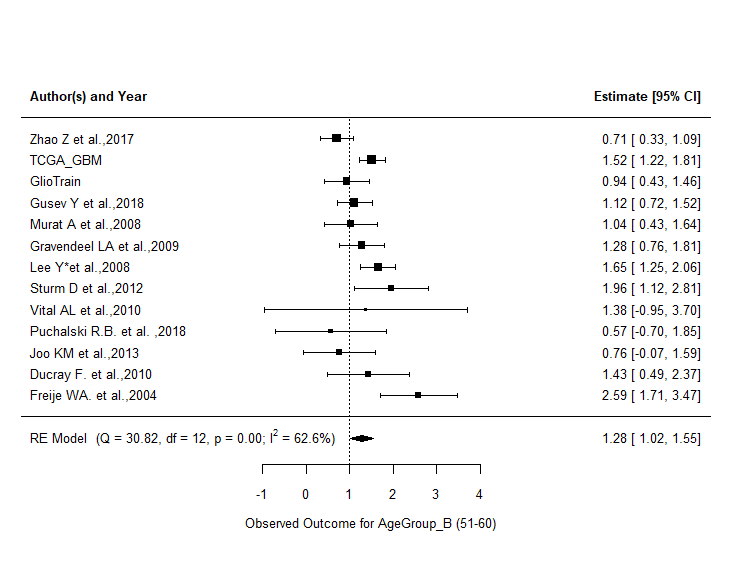 Author(s) and Year Estimate [95% CI]
Zhao Z et al.,2017 0.71 [ 0.33, 1.09]
TCGA_GBM 1.52 [ 1.22, 1.81]
GlioTrain 0.94 [ 0.43, 1.46]
Gusev Y et al.,2018 1.12 [ 0.72, 1.52]
Murat A et al.,2008 1.04 [ 0.43, 1.64]
Gravendeel LA et al.,2009 1.28 [ 0.76, 1.81]
Lee Y*et al.,2008 1.65 [ 1.25, 2.06]
Sturm D et al.,2012 1.96 [ 1.12, 2.81]
Vital AL et al.,2010 1.38 [-0.95, 3.70]
Puchalski R.B. et al. ,2018 0.57 [-0.70, 1.85]
Joo KM et al.,2013 0.76 [-0.07, 1.59]
Ducray F. et al.,2010 1.43 [ 0.49, 2.37]
Freije WA. et al.,2004 2.59 [ 1.71, 3.47]
RE Model (Q = 30.82, df = 12, p = 0.00; I² = 62.6%) 1.28 [ 1.02, 1.55]
-1 0 1 2 3 4
Observed Outcome for AgeGroup_B (51-60)